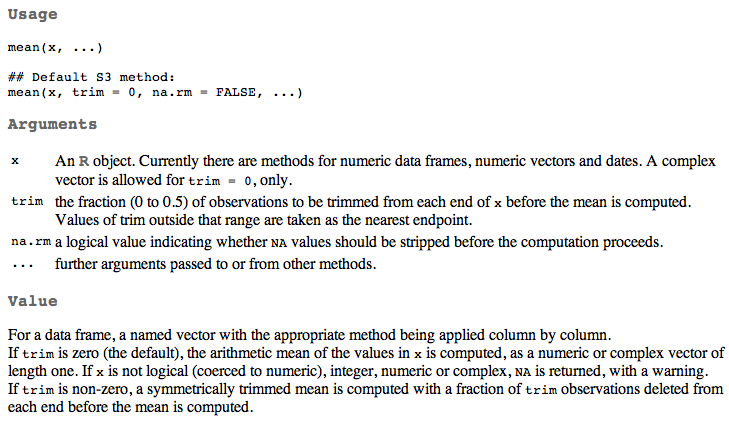 Usage
mean(x, ...)
## Default S3 method:
mean(x, trim = 0, na.rm = FALSE, ...)
Arguments
x An R object. Currently there are methods for numeric data frames, numeric vectors and dates. A complex
vector is allowed for trim = 0, only.
trim the fraction (0 to 0.5) of observations to be trimmed from each end of x before the mean is computed.
Values of trim outside that range are taken as the nearest endpoint.
na.rm a logical value indicating whether NA values should be stripped before the computation proceeds.
... further arguments passed to or from other methods.
Value
For a data frame, a named vector with the appropriate method being applied column by column.
If trim is zero (the default), the arithmetic mean of the values in x is computed, as a numeric or complex vector of
length one. If x is not logical (coerced to numeric), integer, numeric or complex, NA is returned, with a warning.
If trim is non-zero, a symmetrically trimmed mean is computed with a fraction of trim observations deleted from
each end before the mean is computed.